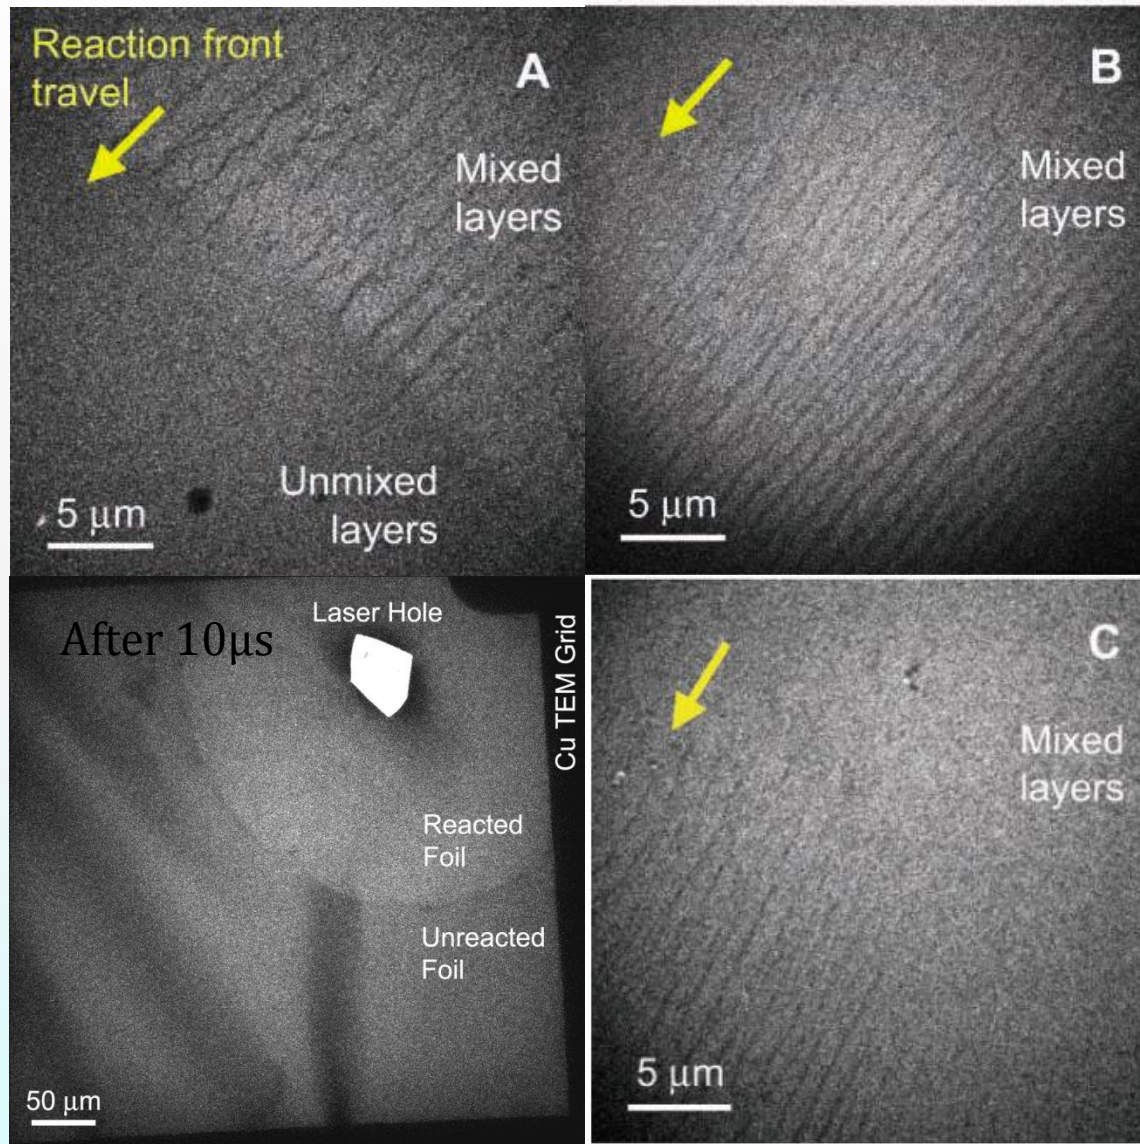 Reaction front
travel
A
Mixed
layers
Unmixed
layers
5 μm
B
Mixed
layers
5 μm
After 10μs
Laser Hole
Cu TEM Grid
Reacted
Foil
Unreacted
Foil
50 μm
C
Mixed
layers
5 μm